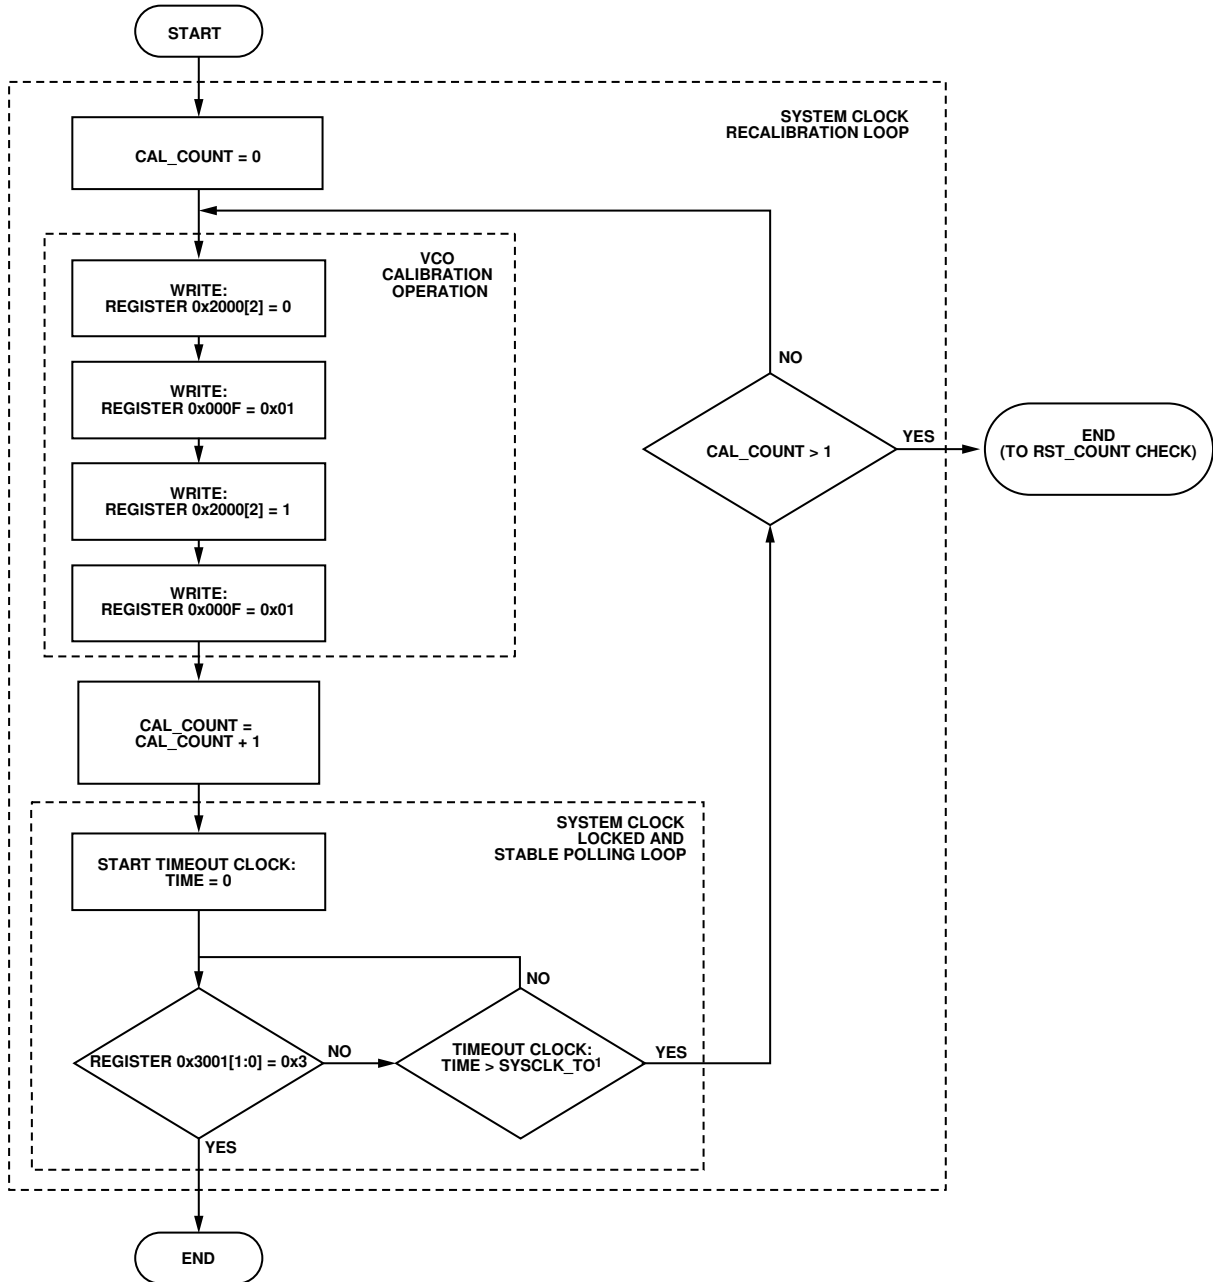 START
SYSTEM CLOCK
RECALIBRATION LOOP
CAL_COUNT = 0
VCO
CALIBRATION
OPERATION
WRITE:
REGISTER 0x2000[2] = 0
WRITE:
REGISTER 0x000F = 0x01
NO
CAL_COUNT > 1
YES
END
(TO RST_COUNT CHECK)
WRITE:
REGISTER 0x2000[2] = 1
WRITE:
REGISTER 0x000F = 0x01
CAL_COUNT =
CAL_COUNT + 1
SYSTEM CLOCK
LOCKED AND
STABLE POLLING LOOP
START TIMEOUT CLOCK:
TIME = 0
NO
REGISTER 0x3001[1:0] = 0x3
NO
TIMEOUT CLOCK:
TIME > SYSCLK_TO¹
YES
YES
END